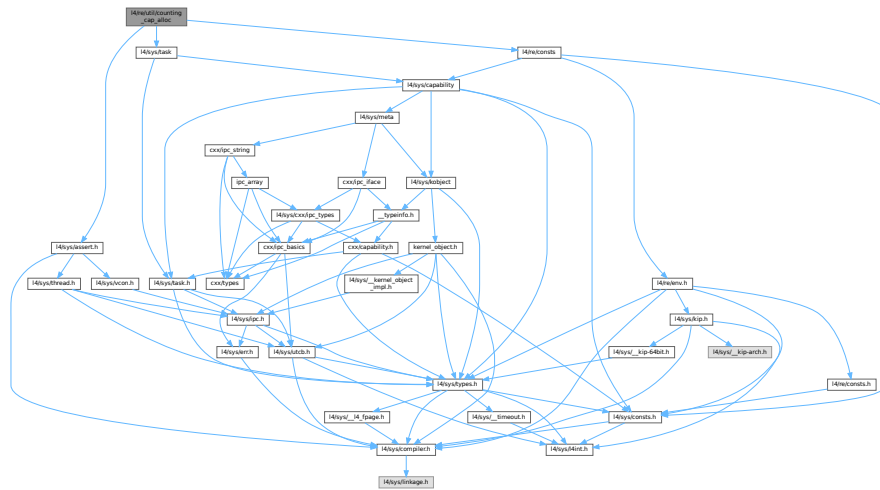 l4/re/util/counting
_cap_alloc
l4/sys/task
l4/re/consts
l4/sys/capability
l4/sys/meta
cxx/ipc_string
ipc_array
cxx/ipc_iface
l4/sys/kobject
l4/sys/cxx/ipc_types
__typeinfo.h
l4/sys/assert.h
cxx/ipc_basics
cxx/capability.h
kernel_object.h
l4/sys/thread.h
l4/sys/vcon.h
l4/sys/task.h
cxx/types
l4/sys/__kernel_object
_impl.h
l4/re/env.h
l4/sys/ipc.h
l4/sys/kip.h
l4/sys/err.h
l4/sys/utcb.h
l4/sys/__kip-64bit.h
l4/sys/__kip-arch.h
l4/sys/types.h
l4/re/consts.h
l4/sys/__l4_fpage.h
l4/sys/__timeout.h
l4/sys/consts.h
l4/sys/compiler.h
l4/sys/l4int.h
l4/sys/linkage.h